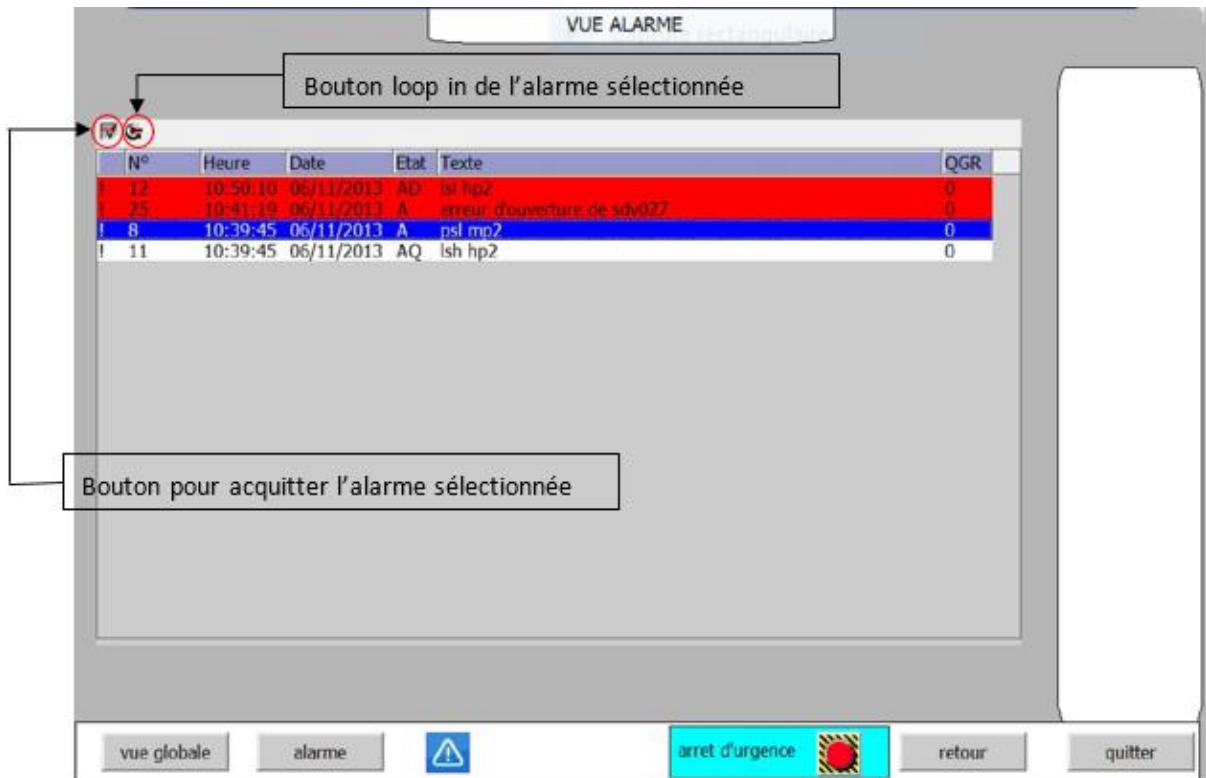 VUE ALARME
Bouton loop in de l'alarme sélectionnée
N° Heure Date Etat Texte QGR
! 12 10:50:10 06/11/2013 AD lsl hp2 0
! 25 10:41:19 06/11/2013 A erreur d'ouverture de sdv027 0
! 8 10:39:45 06/11/2013 A psl mp2 0
! 11 10:39:45 06/11/2013 AQ lsh hp2 0
Bouton pour acquitter l'alarme sélectionnée
vue globale alarme arret d'urgence retour quitter